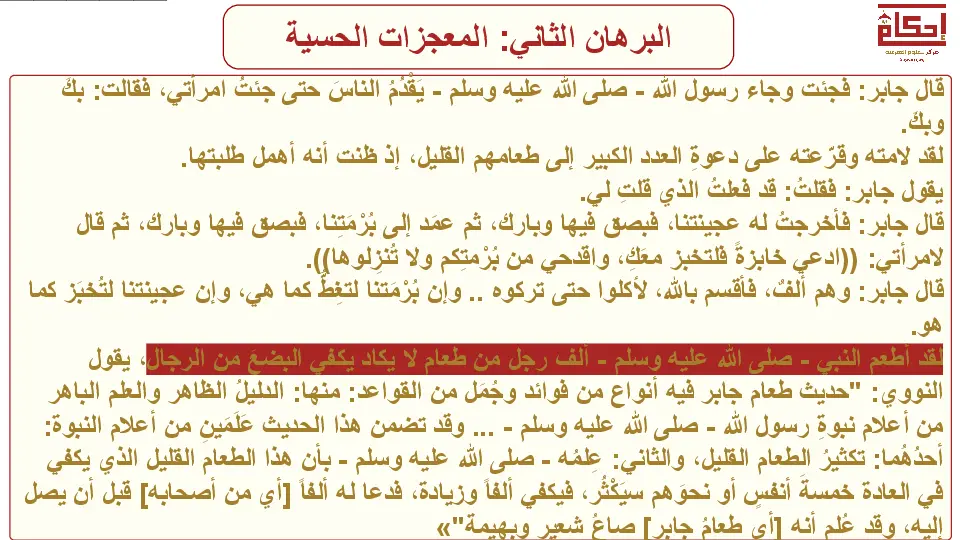 إحكام
البرهان الثاني: المعجزات الحسية
قال جابر: فجئت وجاء رسول الله - صلى الله عليه وسلم - يَقْدُمُ الناسَ حتى جئتُ امرأتي، فقالت: بكَ
وبكَ.
لقد لامته وقرّعته على دعوةِ العدد الكبير إلى طعامهم القليل، إذ ظنت أنه أهمل طلبتها.
يقول جابر: فقلتُ: قد فعلتُ الذي قلتِ لي.
قال جابر: فأخرجتُ له عجينتنا، فبصق فيها وبارك، ثم عمَد إلى بُرْمَتِنا، فبصق فيها وبارك، ثم قال
لامرأتي: ((ادعي خابزةً فلتخبز معَكِ، واقدحي من بُرْمتِكم ولا تُنزِلوها)).
قال جابر: وهم ألفٌ، فأقسم بالله، لأكلوا حتى تركوه .. وإن بُرْمَتنا لتغِطّ كما هي، وإن عجينتنا لتُخبَز كما
هو.
لقد أطعم النبي - صلى الله عليه وسلم - ألف رجل من طعام لا يكاد يكفي البضعَ من الرجال، يقول
النووي: "حديث طعام جابر فيه أنواع من فوائد وجُمَل من القواعد: منها: الدليلُ الظاهر والعلم الباهر
من أعلام نبوةِ رسول الله - صلى الله عليه وسلم - ... وقد تضمن هذا الحديث عَلَمَينِ من أعلام النبوة:
أحدُهُما: تكثيرُ الطعام القليل، والثاني: عِلمُه - صلى الله عليه وسلم - بأن هذا الطعام القليل الذي يكفي
في العادة خمسةَ أنفسٍ أو نحوَهم سيَكْثُر، فيكفي ألفاً وزيادة، فدعا له ألفاً [أي من أصحابه] قبل أن يصل
إليه، وقد عُلم أنه [أي طعامُ جابر] صاعُ شعيرٍ وبهيمة"«